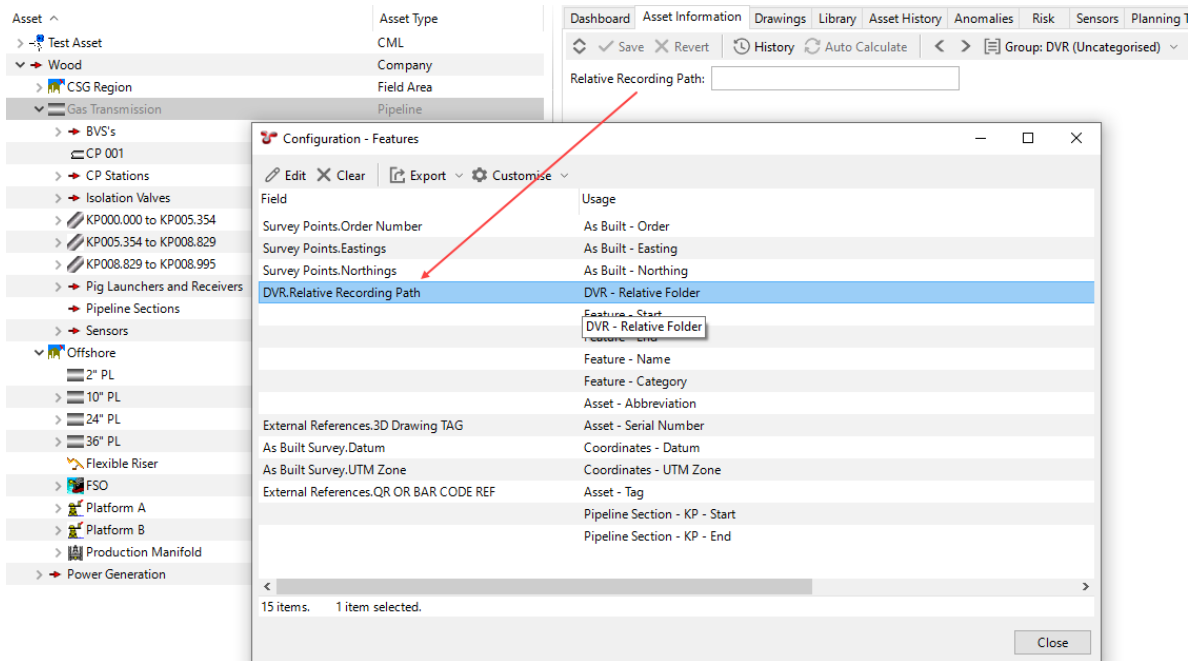 Asset Asset Type
Test Asset CML
Wood Company
CSG Region Field Area
Gas Transmission Pipeline
BVS's
CP 001
CP Stations
Isolation Valves
KP000.000 to KP005.354
KP005.354 to KP008.829
KP008.829 to KP008.995
Pig Launchers and Receivers
Pipeline Sections
Sensors
Offshore
2" PL
10" PL
24" PL
36" PL
Flexible Riser
FSO
Platform A
Platform B
Production Manifold
Power Generation
Dashboard Asset Information Drawings Library Asset History Anomalies Risk Sensors Planning T
Save Revert History Auto Calculate Group: DVR (Uncategorised)
Relative Recording Path:
Configuration - Features
Edit Clear Export Customise
Field Usage
Survey Points.Order Number As Built - Order
Survey Points.Eastings As Built - Easting
Survey Points.Northings As Built - Northing
DVR.Relative Recording Path DVR - Relative Folder
Feature - Start
DVR - Relative Folder
Feature - End
Feature - Name
Feature - Category
Asset - Abbreviation
External References.3D Drawing TAG Asset - Serial Number
As Built Survey.Datum Coordinates - Datum
As Built Survey.UTM Zone Coordinates - UTM Zone
External References.QR OR BAR CODE REF Asset - Tag
Pipeline Section - KP - Start
Pipeline Section - KP - End
15 items. 1 item selected.
Close